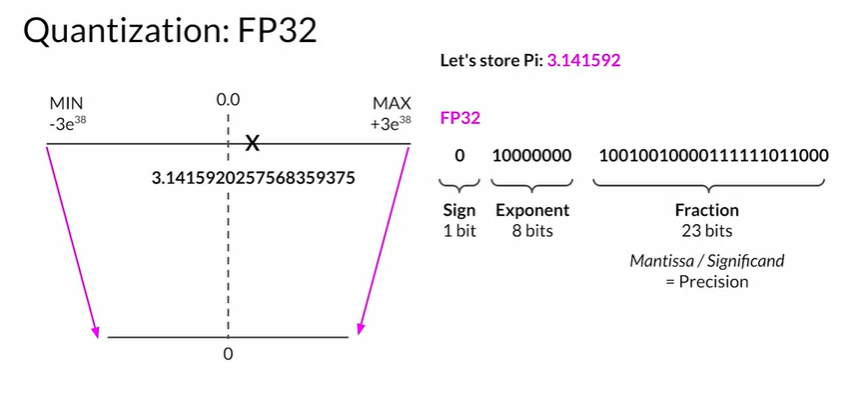 Quantization: FP32
Let's store Pi: 3.141592
MIN
-3e³⁸
0.0
MAX
+3e³⁸
X
3.1415920257568359375
0
FP32
0 10000000 10010010000111111011000
Sign Exponent Fraction
1 bit 8 bits 23 bits
Mantissa / Significand
= Precision